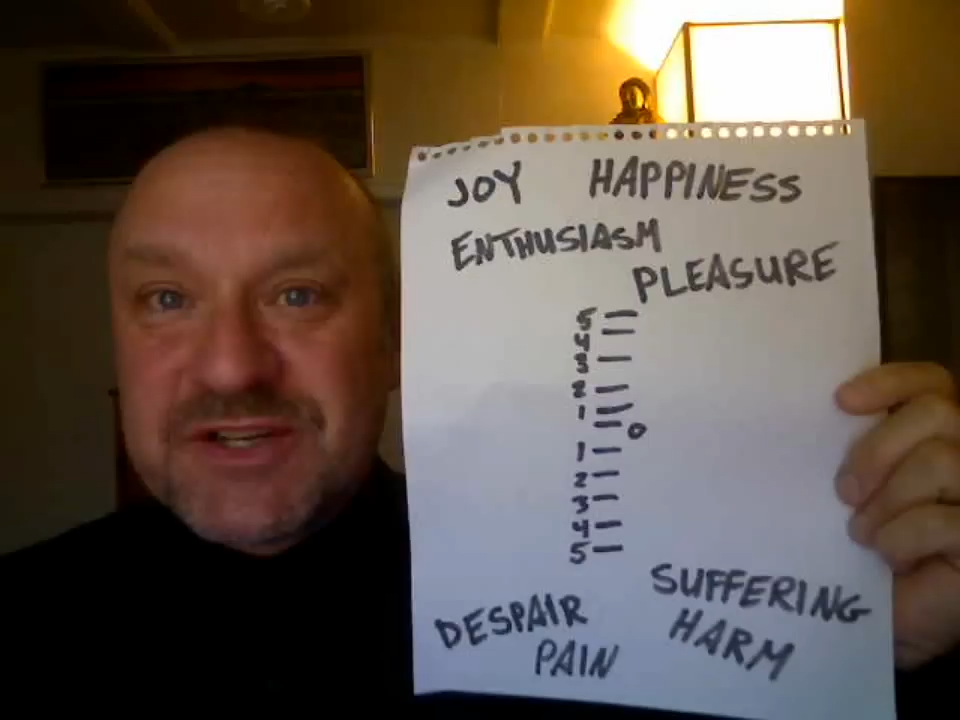 JOY HAPPINESS
ENTHUSIASM
PLEASURE
5
4
3
2
1
0
1
2
3
4
5
DESPAIR SUFFERING
PAIN HARM